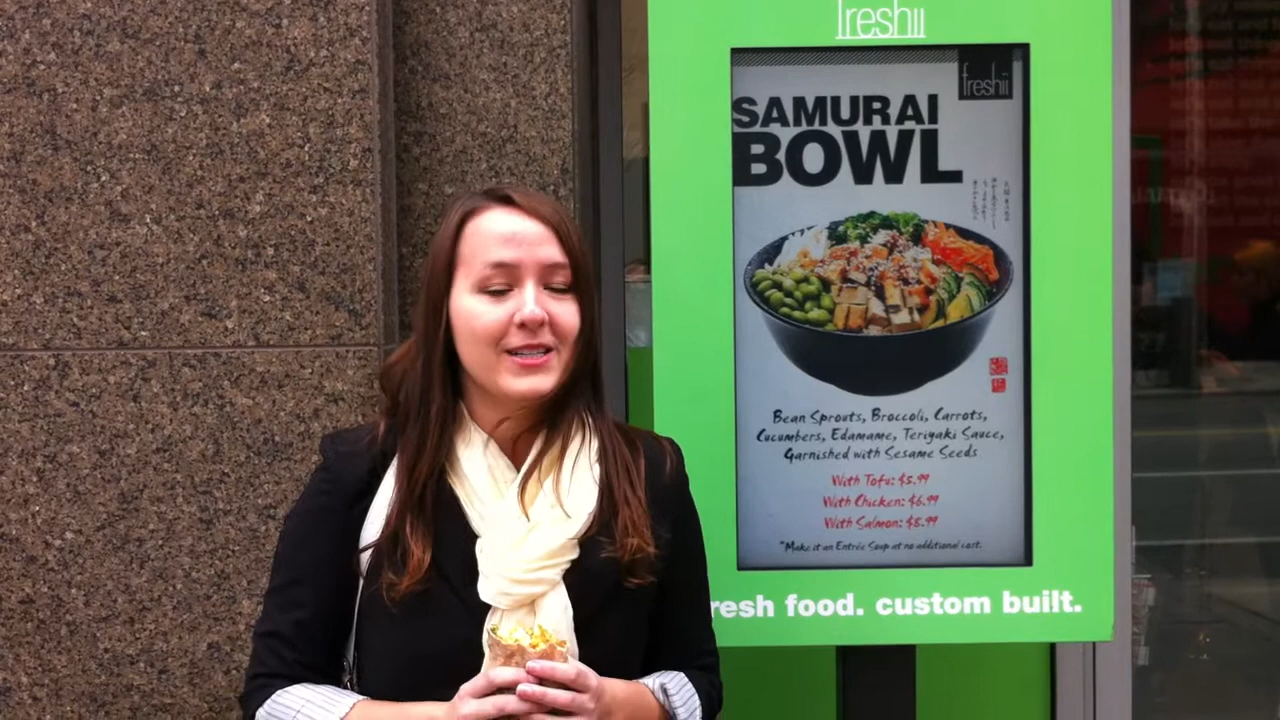 freshii
freshii
SAMURAI
BOWL
Bean Sprouts, Broccoli, Carrots,
Cucumbers, Edamame, Teriyaki Sauce,
Garnished with Sesame Seeds
With Tofu: $5.99
With Chicken: $6.99
With Salmon: $8.99
*Make it an Entrée Soup at no additional cost.
resh food. custom built.